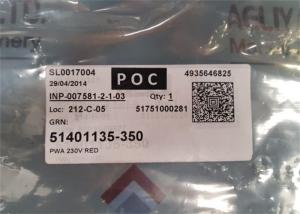 SL0017004
29/04/2014
POC
4935646825
INP-007581-2-1-03
Qty: 1
Loc: 212-C-05
51751000281
GRN:
51401135-350
PWA 230V RED